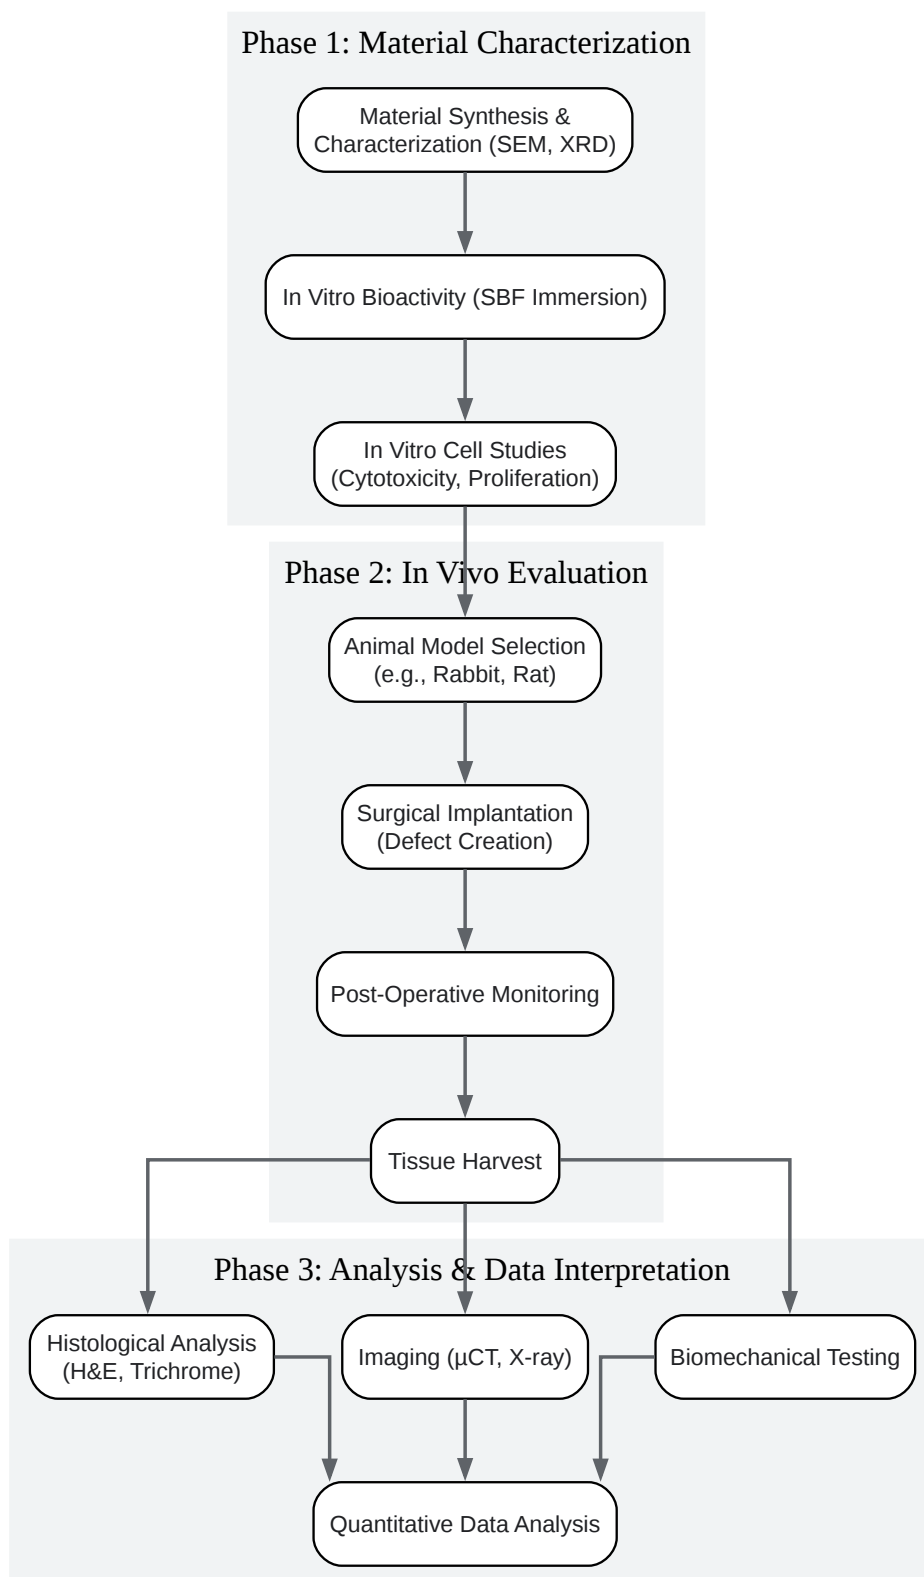 Phase 1: Material Characterization
Material Synthesis &
Characterization (SEM, XRD)
In Vitro Bioactivity (SBF Immersion)
In Vitro Cell Studies
(Cytotoxicity, Proliferation)
Phase 2: In Vivo Evaluation
Animal Model Selection
(e.g., Rabbit, Rat)
Surgical Implantation
(Defect Creation)
Post-Operative Monitoring
Tissue Harvest
Phase 3: Analysis & Data Interpretation
Histological Analysis
(H&E, Trichrome)
Imaging (µCT, X-ray)
Biomechanical Testing
Quantitative Data Analysis